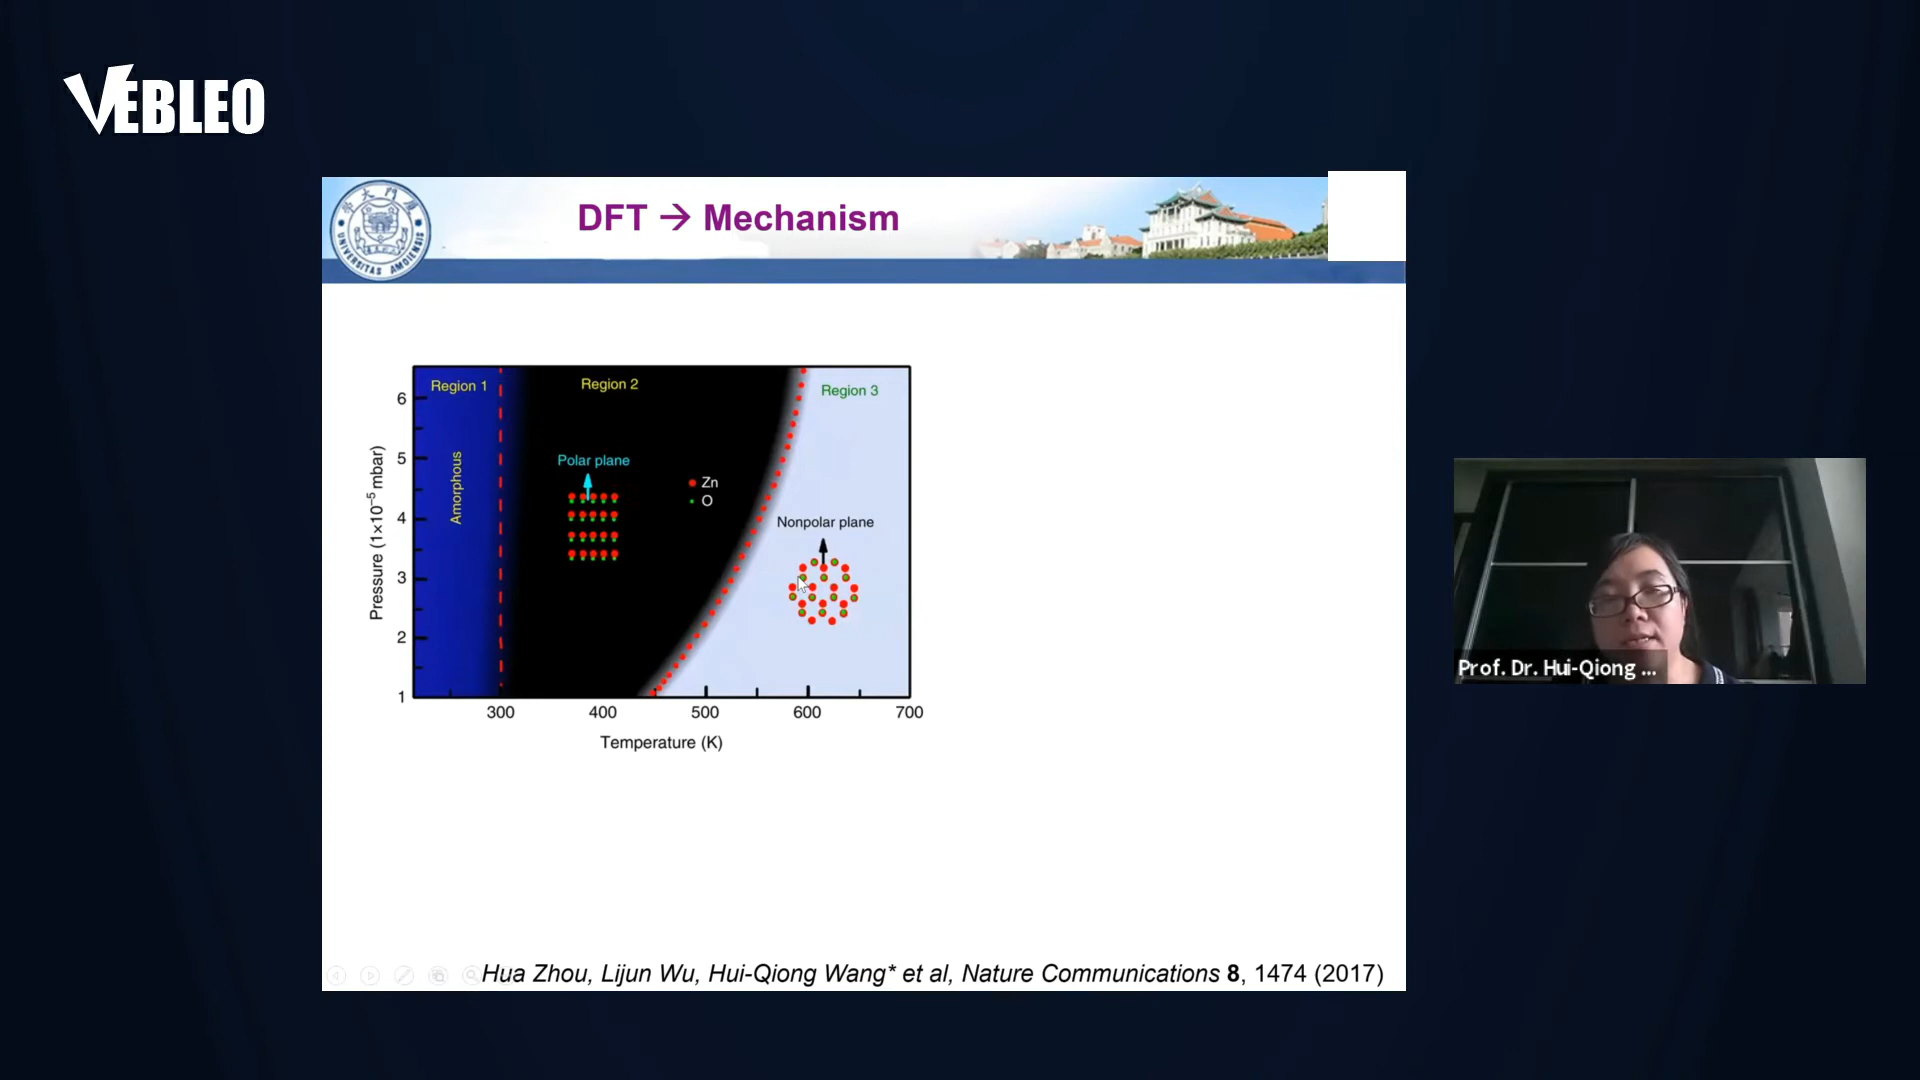 VEBLEO
DFT → Mechanism
UNIVERSITAS AMOIENSIS
Region 1
Region 2
Region 3
Amorphous
Polar plane
Zn
O
Nonpolar plane
Pressure (1×10⁻⁵ mbar)
6
5
4
3
2
1
300
400
500
600
700
Temperature (K)
Prof. Dr. Hui-Qiong ...
Hua Zhou, Lijun Wu, Hui-Qiong Wang* et al, Nature Communications 8, 1474 (2017)